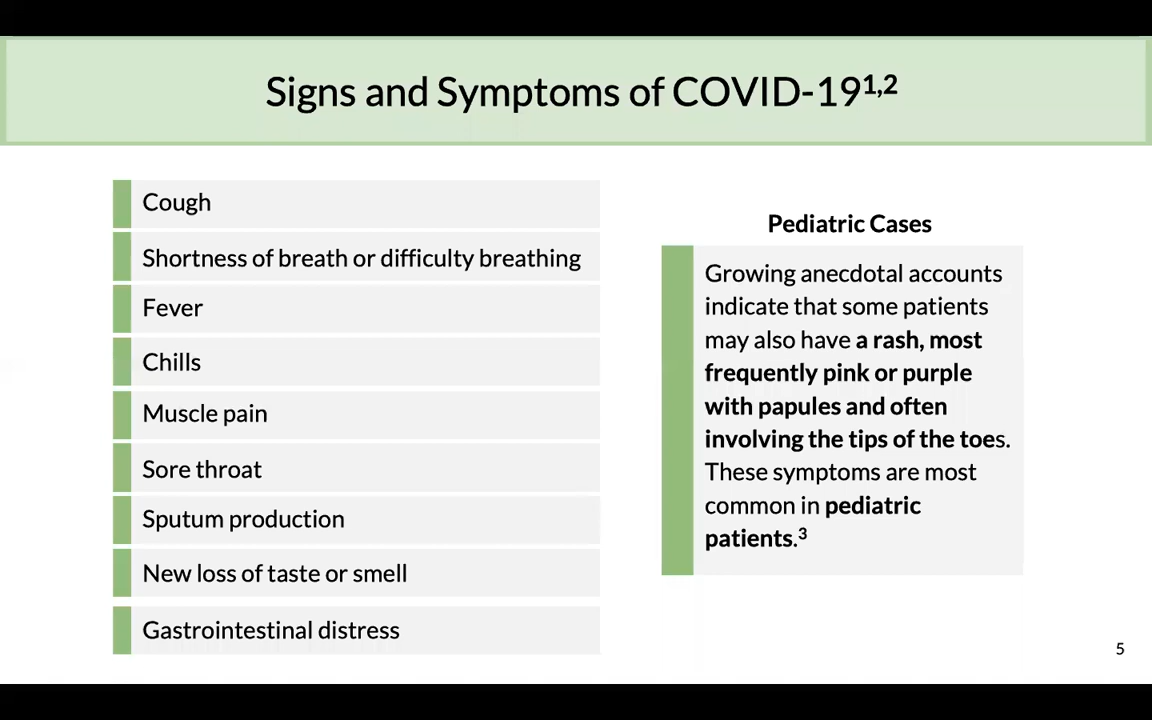 Signs and Symptoms of COVID-19¹,²
Cough
Shortness of breath or difficulty breathing
Fever
Chills
Muscle pain
Sore throat
Sputum production
New loss of taste or smell
Gastrointestinal distress
Pediatric Cases
Growing anecdotal accounts
indicate that some patients
may also have a rash, most
frequently pink or purple
with papules and often
involving the tips of the toes.
These symptoms are most
common in pediatric
patients.³
5